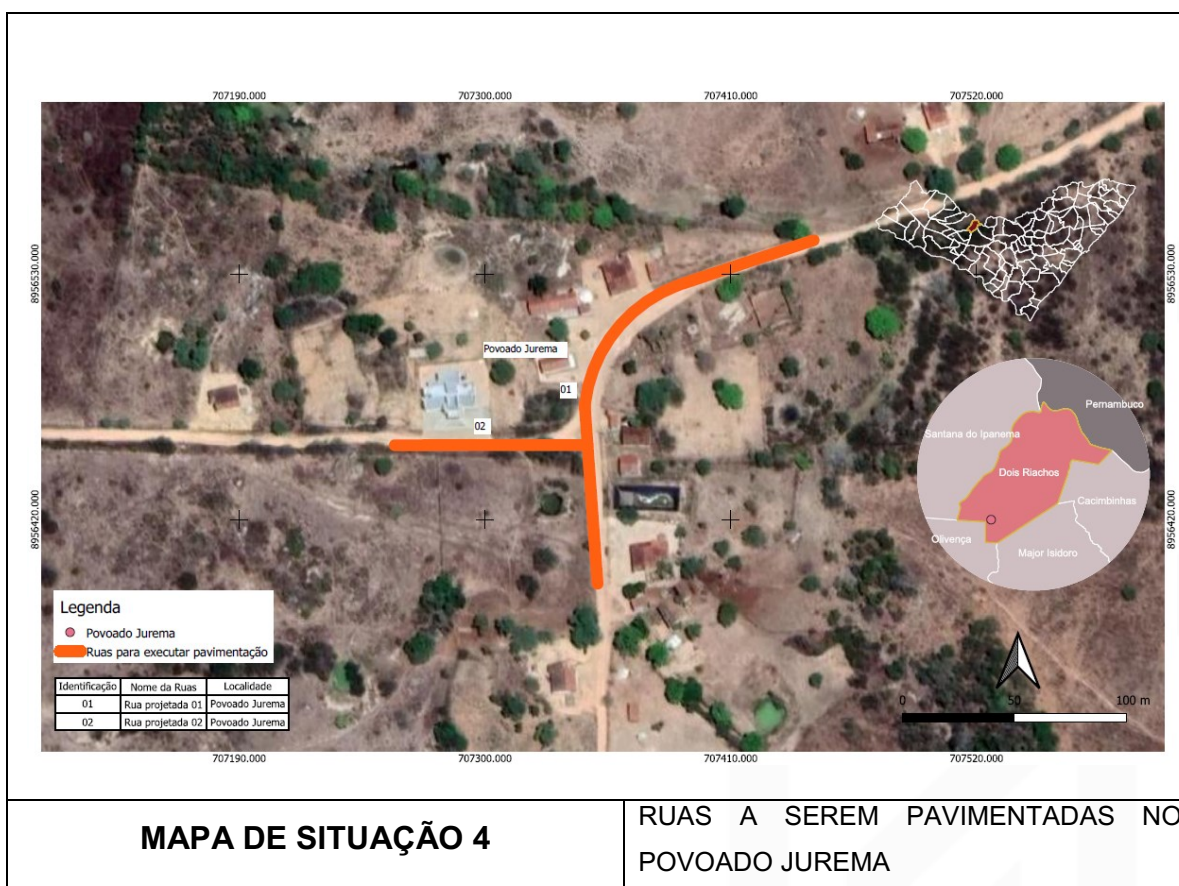 707190.000 707300.000 707410.000 707520.000
8956530.000 8956530.000
8956420.000 8956420.000
Povoado Jurema
01
02
Pernambuco
Santana do Ipanema
Dois Riachos
Cacimbinhas
Olivença
Major Isidoro
Legenda
Povoado Jurema
Ruas para executar pavimentação
Identificação Nome da Ruas Localidade
01 Rua projetada 01 Povoado Jurema
02 Rua projetada 02 Povoado Jurema
0 50 100 m
707190.000 707300.000 707410.000 707520.000
MAPA DE SITUAÇÃO 4
RUAS A SEREM PAVIMENTADAS NO
POVOADO JUREMA